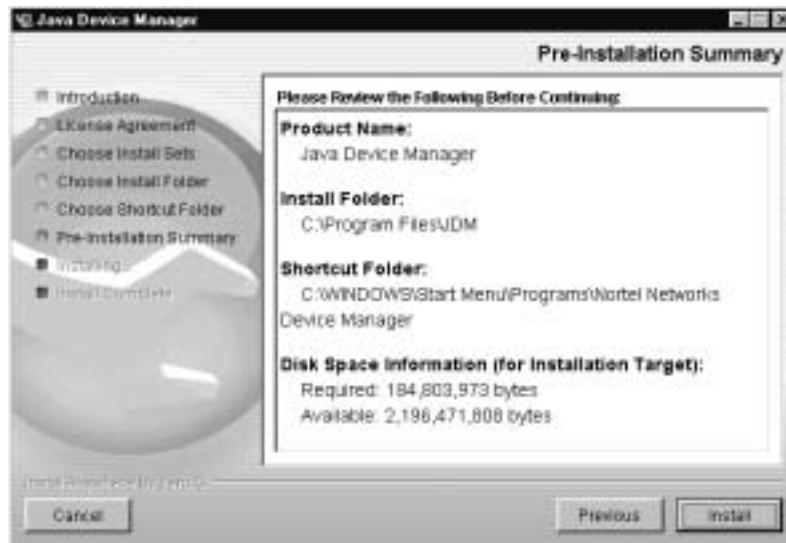 Java Device Manager
Pre-Installation Summary
Introduction
License Agreement
Choose Install Sets
Choose Install Folder
Choose Shortcut Folder
Pre-Installation Summary
Installing...
Install Complete
Please Review the Following Before Continuing:
Product Name:
Java Device Manager
Install Folder:
C:\Program Files\JDM
Shortcut Folder:
C:\WINDOWS\Start Menu\Programs\Nortel Networks
Device Manager
Disk Space Information (for Installation Target):
Required: 184,803,973 bytes
Available: 2,196,471,808 bytes
Cancel
Previous
Install